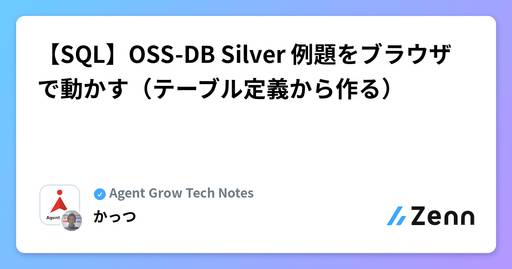 【SQL】OSS-DB Silver 例題をブラウザ
で動かす（テーブル定義から作る）
Agent Grow Tech Notes
かっつ
Agent
Zenn